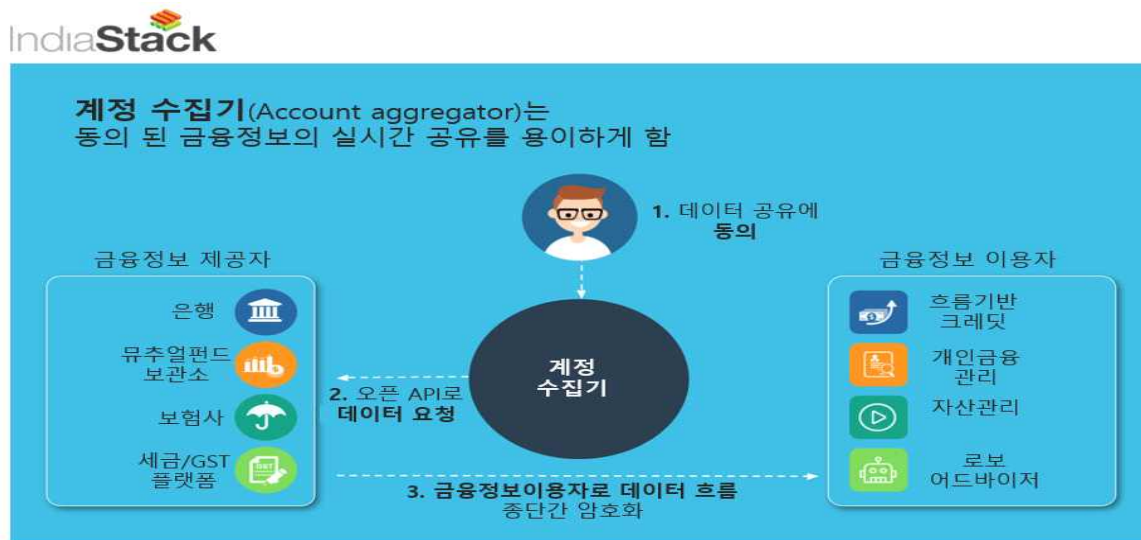 IndiaStack
계정 수집기(Account aggregator)는
동의 된 금융정보의 실시간 공유를 용이하게 함
1. 데이터 공유에
동의
금융정보 제공자
은행
뮤추얼펀드
보관소
보험사
세금/GST
플랫폼
GST
계정
수집기
2. 오픈 API로
데이터 요청
3. 금융정보이용자로 데이터 흐름
종단간 암호화
금융정보 이용자
흐름기반
크레딧
개인금융
관리
자산관리
로보
어드바이저